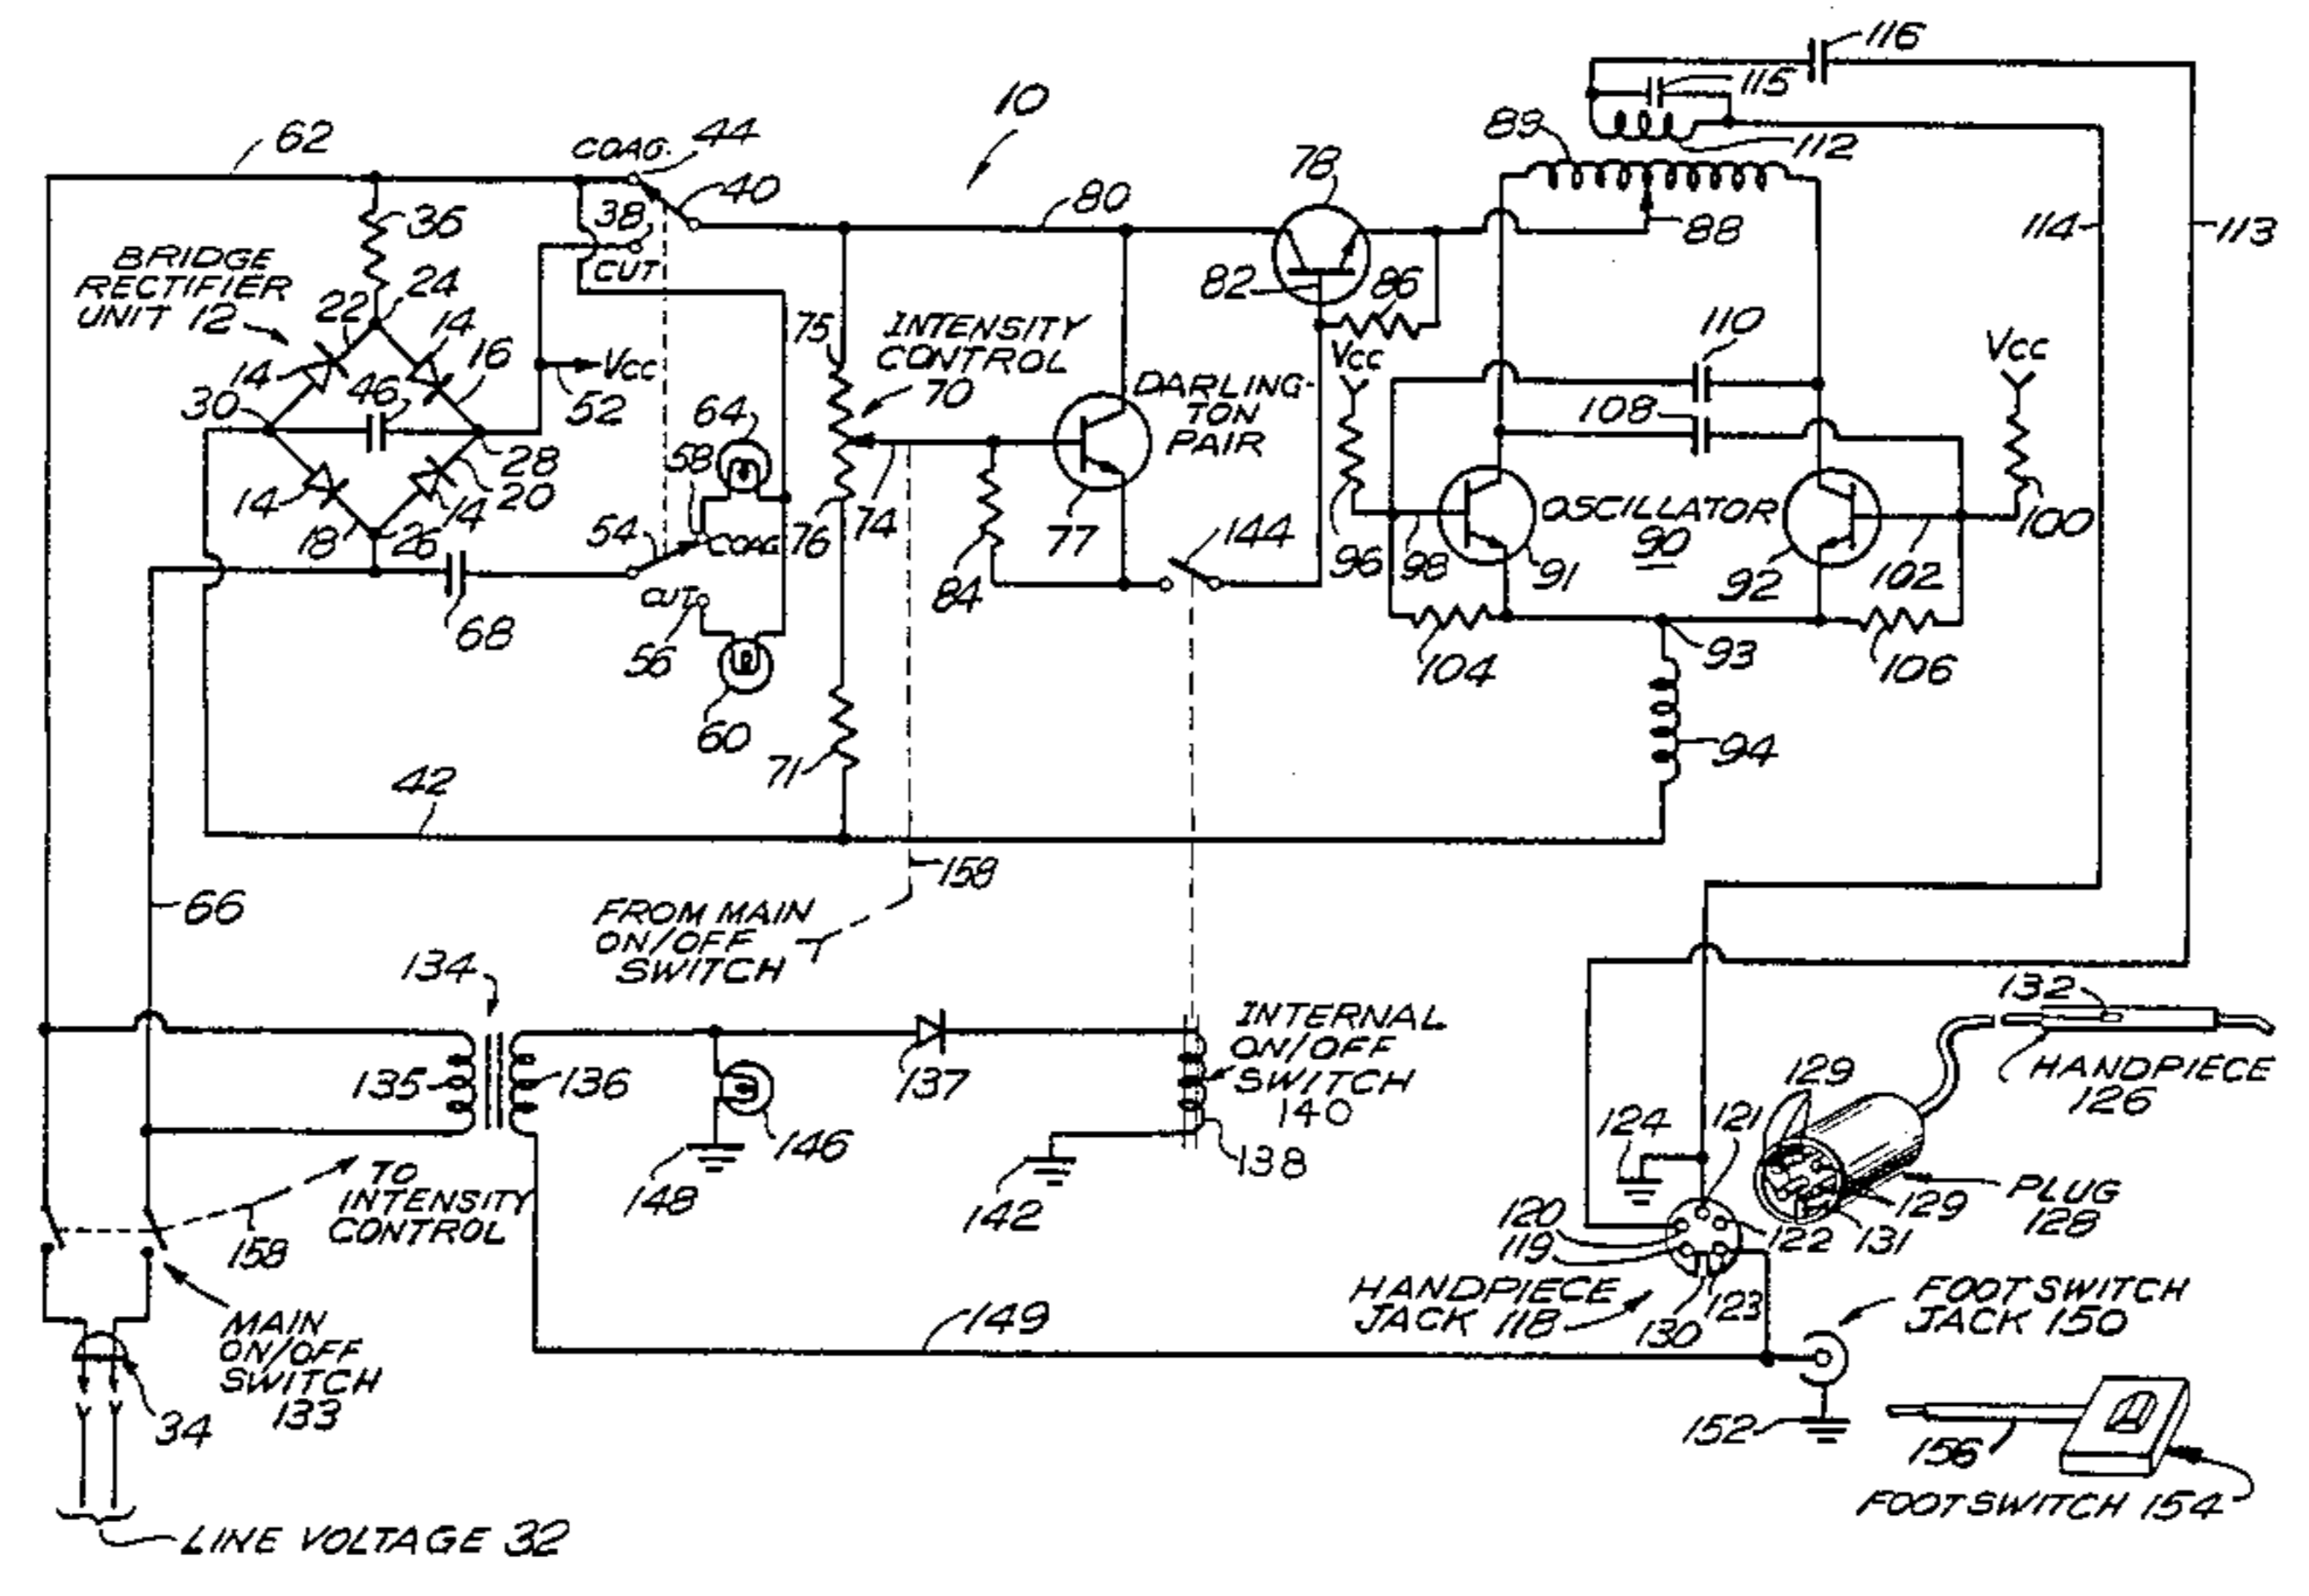 116
115
10
89
112
COAG.
44
62
78
40
80
38
88
114
113
35
BRIDGE
RECTIFIER
UNIT 12
24
CUT
82
86
22
14
16
75
INTENSITY
CONTROL
70
Vcc
110
Vcc
14
46
Vcc
52
DARLING-
TON
PAIR
30
64
108
28
58
14
20
14
18
26
54
COAG
76
74
77
144
OSCILLATOR
90
100
96
98
91
92
102
84
CUT
68
56
104
93
106
60
71
94
42
66
158
FROM MAIN
ON/OFF
SWITCH
134
132
INTERNAL
ON/OFF
SWITCH
140
135
136
137
HANDPIECE
126
129
146
138
124
121
TO
INTENSITY
CONTROL
148
142
PLUG
128
129
120
119
122
131
158
HANDPIECE
JACK 118
130
123
FOOTSWITCH
JACK 150
MAIN
ON/OFF
SWITCH
133
149
34
152
156
FOOTSWITCH 154
LINE VOLTAGE 32